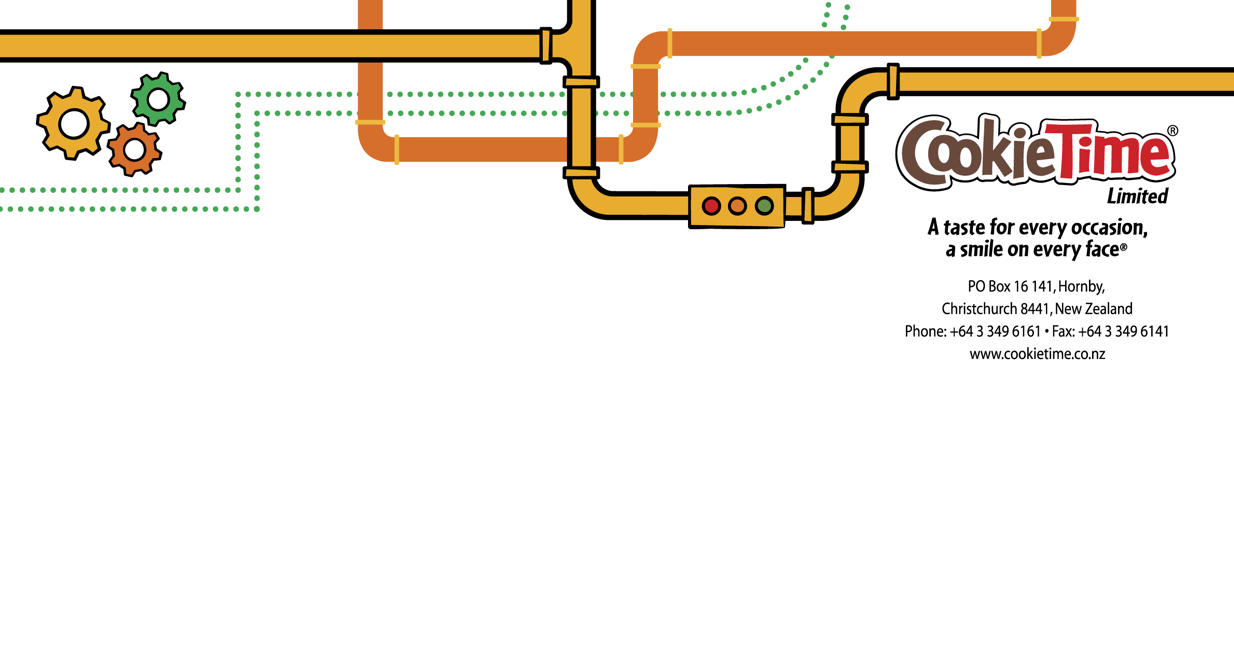 CookieTime®
Limited
A taste for every occasion,
a smile on every face®
PO Box 16 141, Hornby,
Christchurch 8441, New Zealand
Phone: +64 3 349 6161 • Fax: +64 3 349 6141
www.cookietime.co.nz